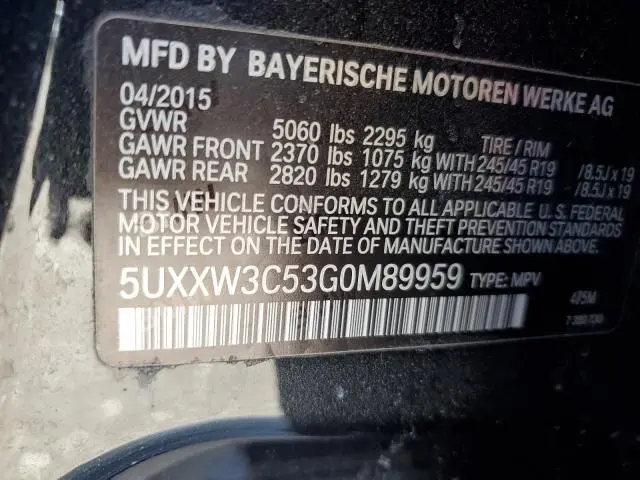 MFD BY BAYERISCHE MOTOREN WERKE AG
04/2015
GVWR 5060 lbs 2295 kg TIRE / RIM
GAWR FRONT 2370 lbs 1075 kg WITH 245/45 R19 /8.5J x 19
GAWR REAR 2820 lbs 1279 kg WITH 245/45 R19 /8.5J x 19
THIS VEHICLE CONFORMS TO ALL APPLICABLE U. S. FEDERAL
MOTOR VEHICLE SAFETY AND THEFT PREVENTION STANDARDS
IN EFFECT ON THE DATE OF MANUFACTURE SHOWN ABOVE.
5UXXW3C53G0M89959 TYPE: MPV
475M